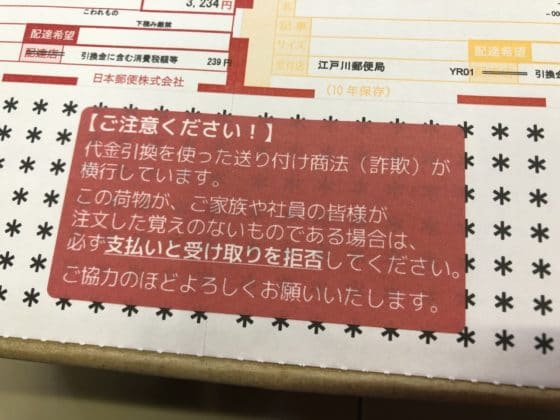 こわれもの
下積み厳禁
3,234円
配達希望
配達店
引換金に含む消費税額等 239円
日本郵便株式会社
記事
サイズ
江戸川郵便局
YR01
配達希望
引換金
(10年保存)
【ご注意ください！】
代金引換を使った送り付け商法（詐欺）が
横行しています。
この荷物が、ご家族や社員の皆様が
注文した覚えのないものである場合は、
必ず支払いと受け取りを拒否してください。
ご協力のほどよろしくお願いいたします。